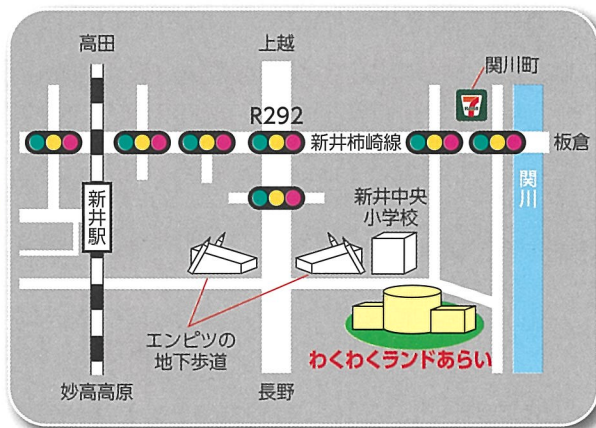 高田
上越
関川町
R292
新井柿崎線
板倉
関川
新井駅
新井中央
小学校
エンピツの
地下歩道
わくわくランドあらい
妙高高原
長野